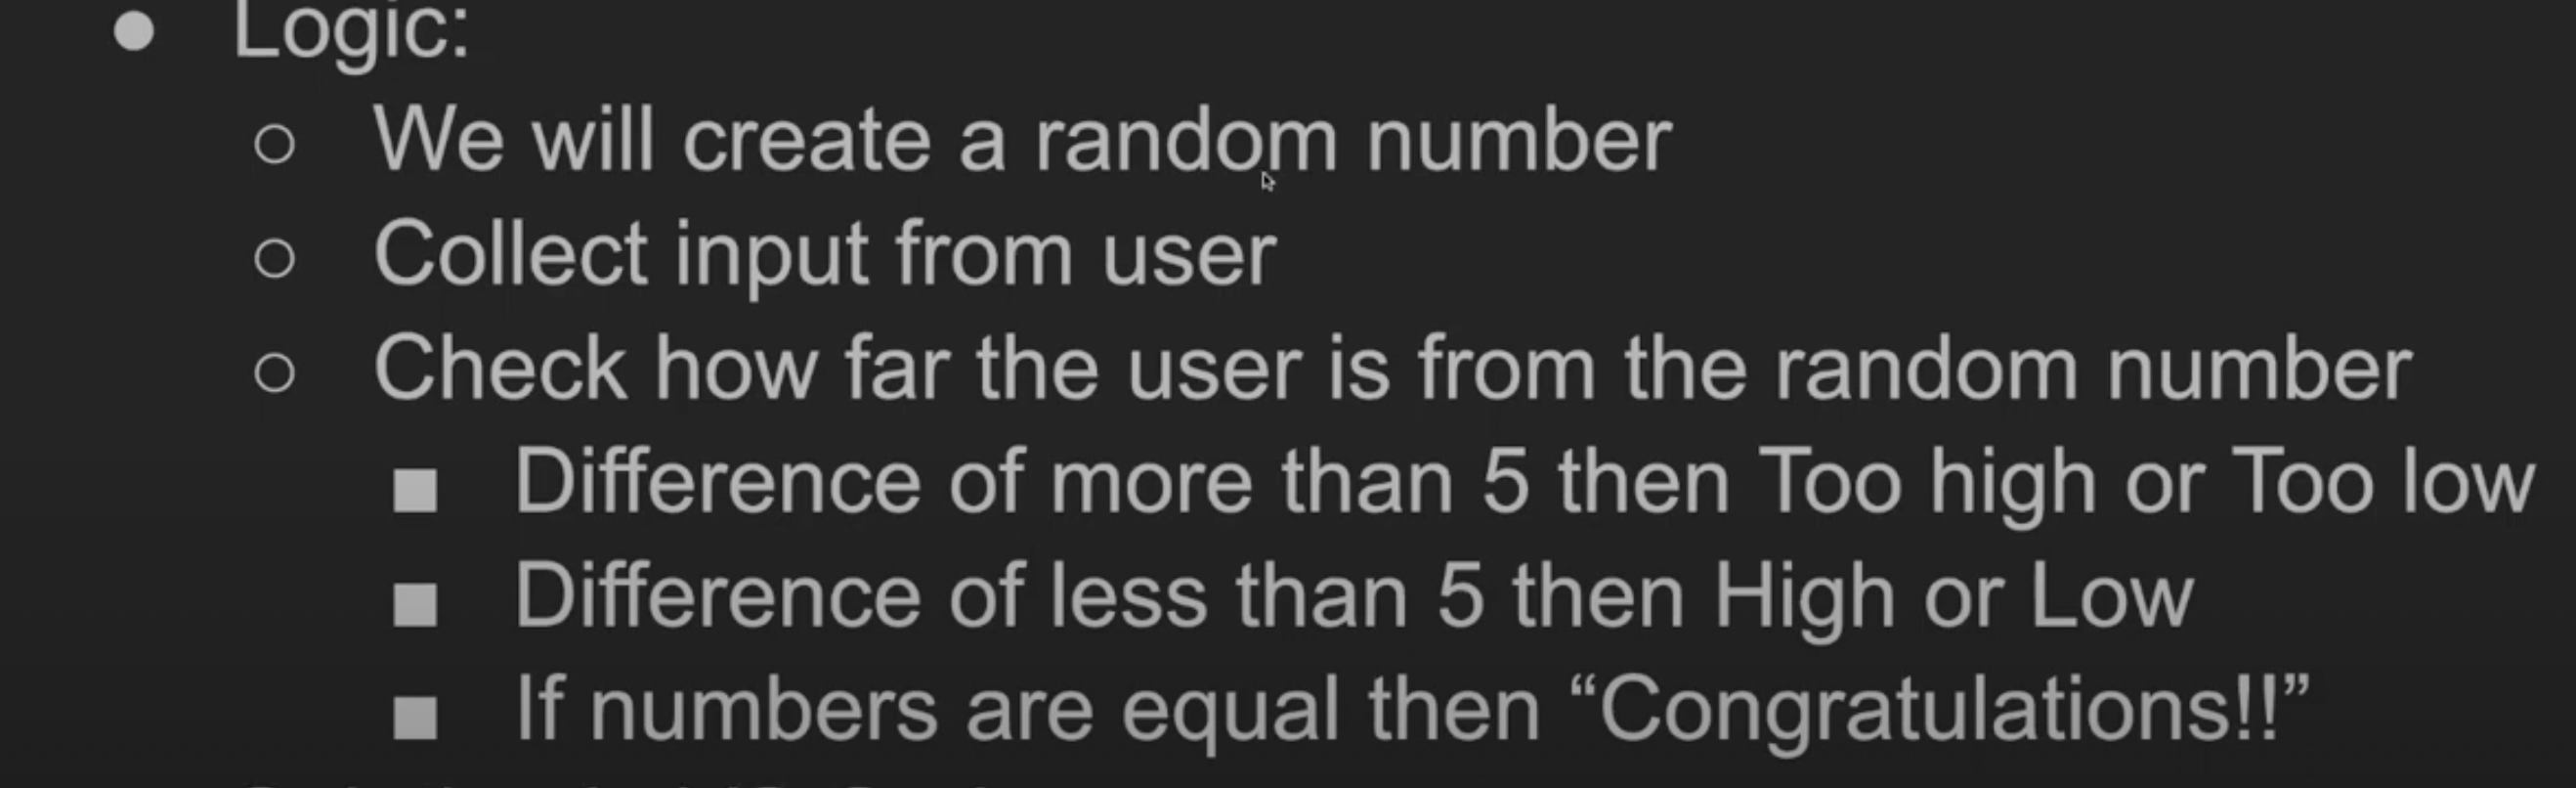 Logic:
We will create a random number
Collect input from user
Check how far the user is from the random number
Difference of more than 5 then Too high or Too low
Difference of less than 5 then High or Low
If numbers are equal then “Congratulations!!”